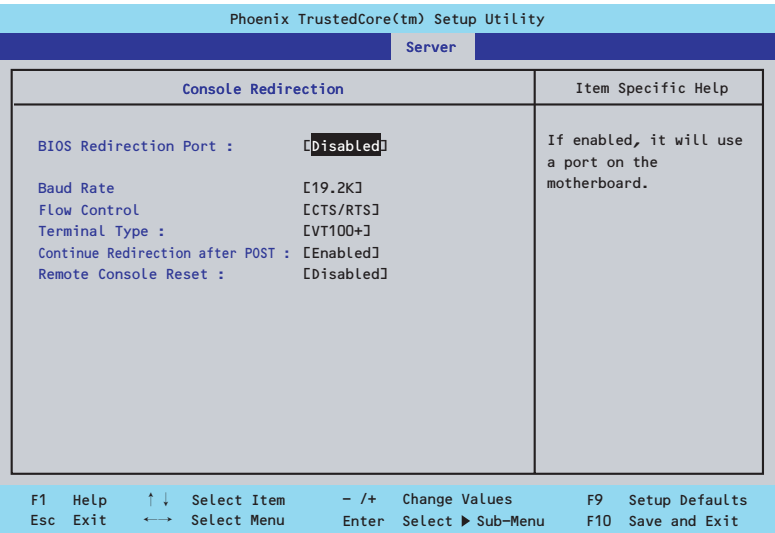 Phoenix TrustedCore(tm) Setup Utility
Server
Console Redirection
Item Specific Help
BIOS Redirection Port : [Disabled]
Baud Rate [19.2K]
Flow Control [CTS/RTS]
Terminal Type : [VT100+]
Continue Redirection after POST : [Enabled]
Remote Console Reset : [Disabled]
If enabled, it will use
a port on the
motherboard.
F1 Help ↑↓ Select Item - /+ Change Values F9 Setup Defaults
Esc Exit ←→ Select Menu Enter Select ▶ Sub-Menu F10 Save and Exit